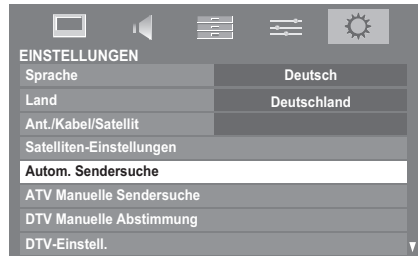 EINSTELLUNGEN
Sprache Deutsch
Land Deutschland
Ant./Kabel/Satellit
Satelliten-Einstellungen
Autom. Sendersuche
ATV Manuelle Sendersuche
DTV Manuelle Abstimmung
DTV-Einstell.